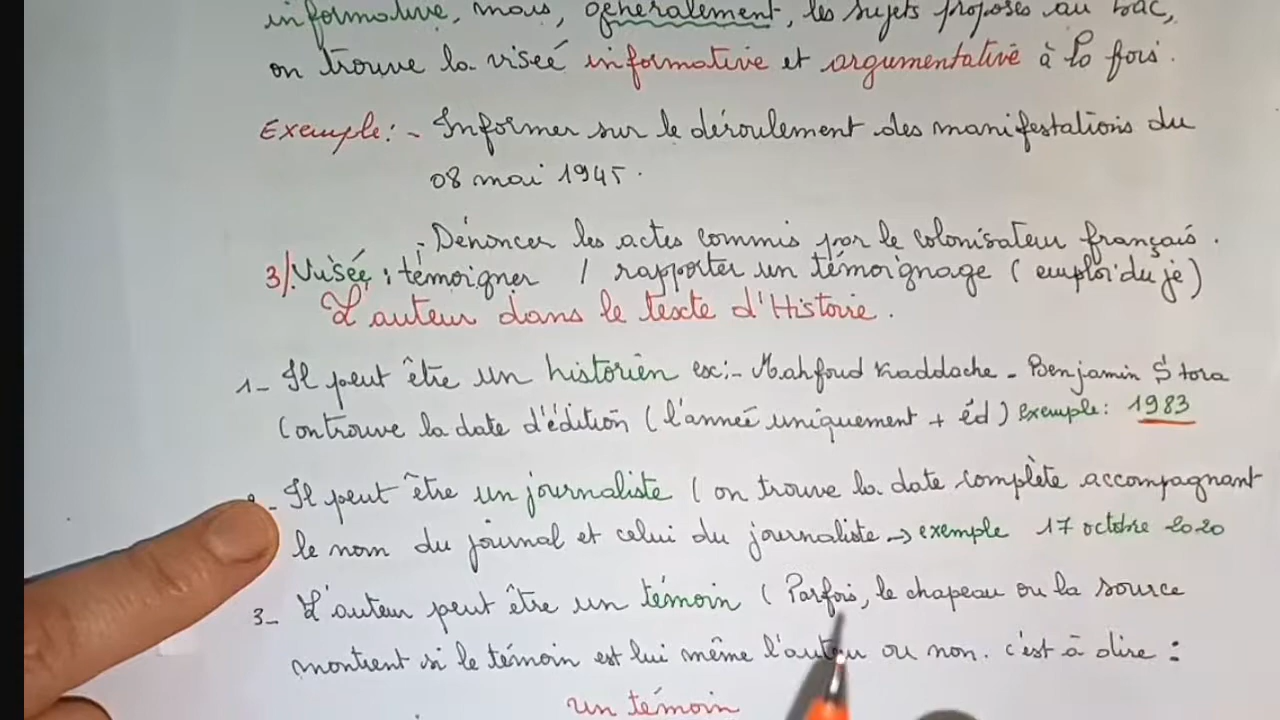 informative, mais, généralement, les sujets proposés au bac,
on trouve la viseé informative et argumentative à la fois.
Exemple: - Informer sur le déroulement des manifestations du
08 mai 1945.
- Dénoncer les actes commis par le colonisateur français.
3/. Visée : témoigner / rapporter un témoignage (emploi du je)
L'auteur dans le texte d'Histoire.
1- Il peut être un historien ex:- Mahfoud Kaddache - Benjamin Stora
(on trouve la date d'édition (l'anneé uniquement + éd) exemple: 1983
- Il peut être un journaliste (on trouve la date complète accompagnant
le nom du journal et celui du journaliste → exemple 17 octobre 2020
3- L'auteur peut être un témoin (Parfois, le chapeau ou la source
montrent si le témoin est lui même l'auteur ou non. c'est à dire :
un témoin